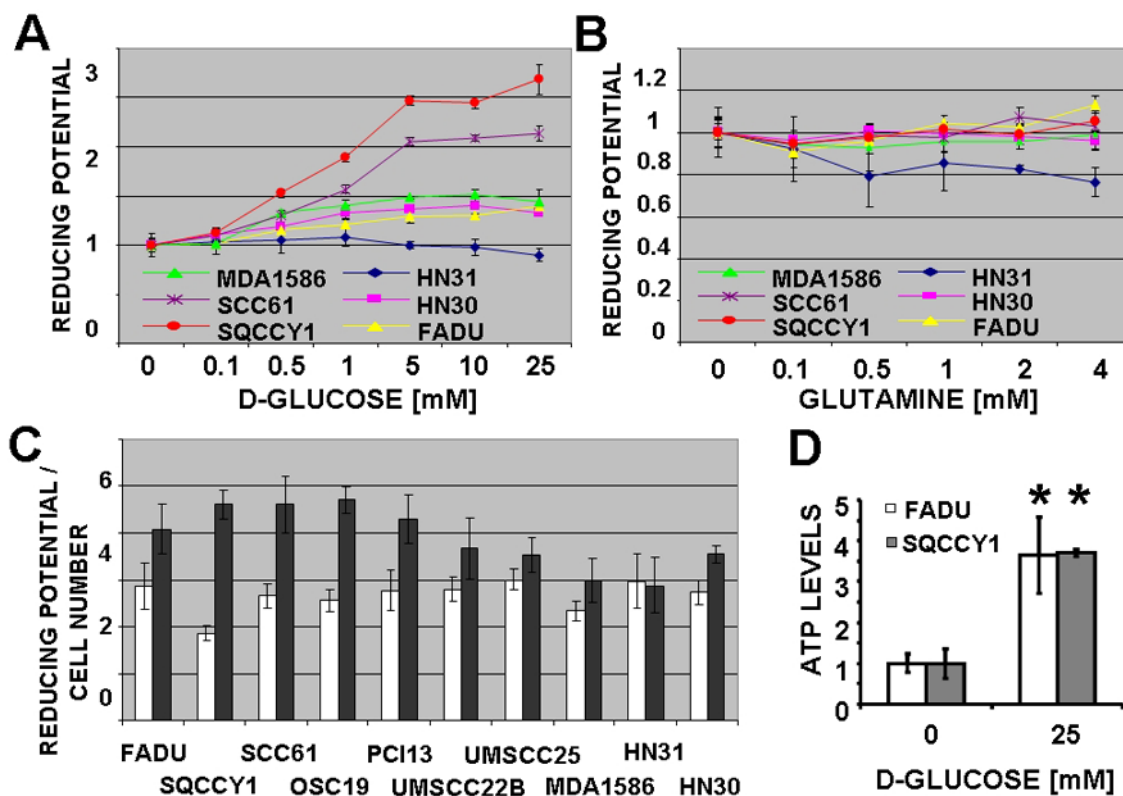 A
REDUCING POTENTIAL
3
2
1
0
MDA1586
SCC61
SQCCY1
HN31
HN30
FADU
0 0.1 0.5 1 5 10 25
D-GLUCOSE [mM]
B
REDUCING POTENTIAL
1.2
1
0.8
0.6
0.4
0.2
0
MDA1586
SCC61
SQCCY1
HN31
HN30
FADU
0 0.1 0.5 1 2 4
GLUTAMINE [mM]
C
REDUCING POTENTIAL /
CELL NUMBER
6
4
2
0
FADU SCC61 PCI13 UMSCC25 HN31
SQCCY1 OSC19 UMSCC22B MDA1586 HN30
D
ATP LEVELS
5
4
3
2
1
0
* *
FADU
SQCCY1
0 25
D-GLUCOSE [mM]